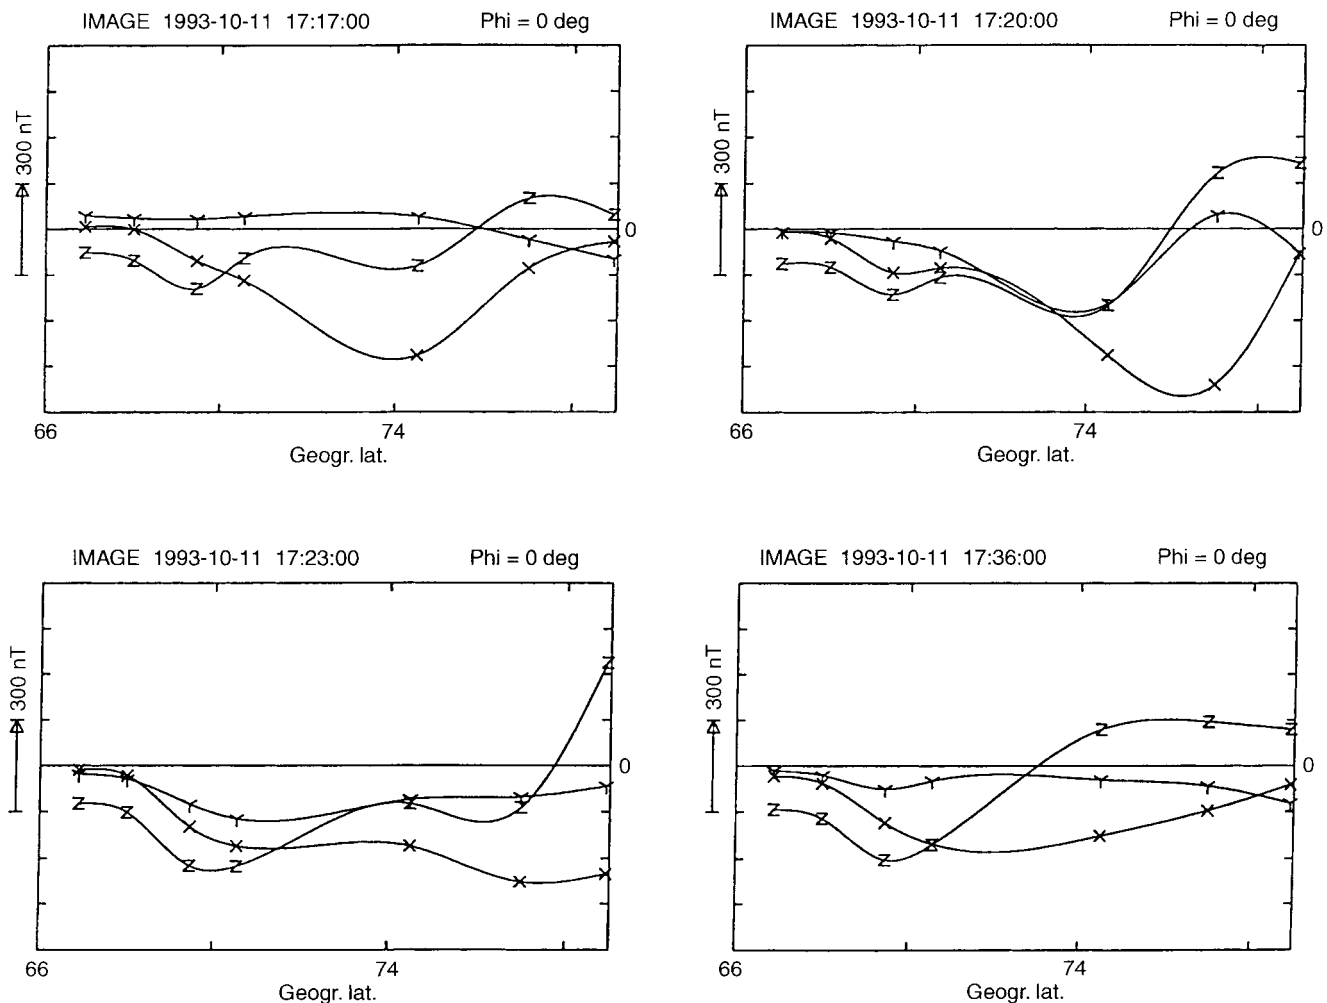 IMAGE 1993-10-11 17:17:00 Phi = 0 deg
300 nT
Y Y Y Y Y Y Y
X X X X X X X
Z Z Z Z Z Z Z
0
66 74
Geogr. lat.
IMAGE 1993-10-11 17:20:00 Phi = 0 deg
300 nT
Y Y Y Y Y Y Y
X X X X X X X
Z Z Z Z Z Z Z
0
66 74
Geogr. lat.
IMAGE 1993-10-11 17:23:00 Phi = 0 deg
300 nT
Y Y Y Y Y Y Y
X X X X X X X
Z Z Z Z Z Z Z
0
66 74
Geogr. lat.
IMAGE 1993-10-11 17:36:00 Phi = 0 deg
300 nT
Y Y Y Y Y Y Y
X X X X X X X
Z Z Z Z Z Z Z
0
66 74
Geogr. lat.